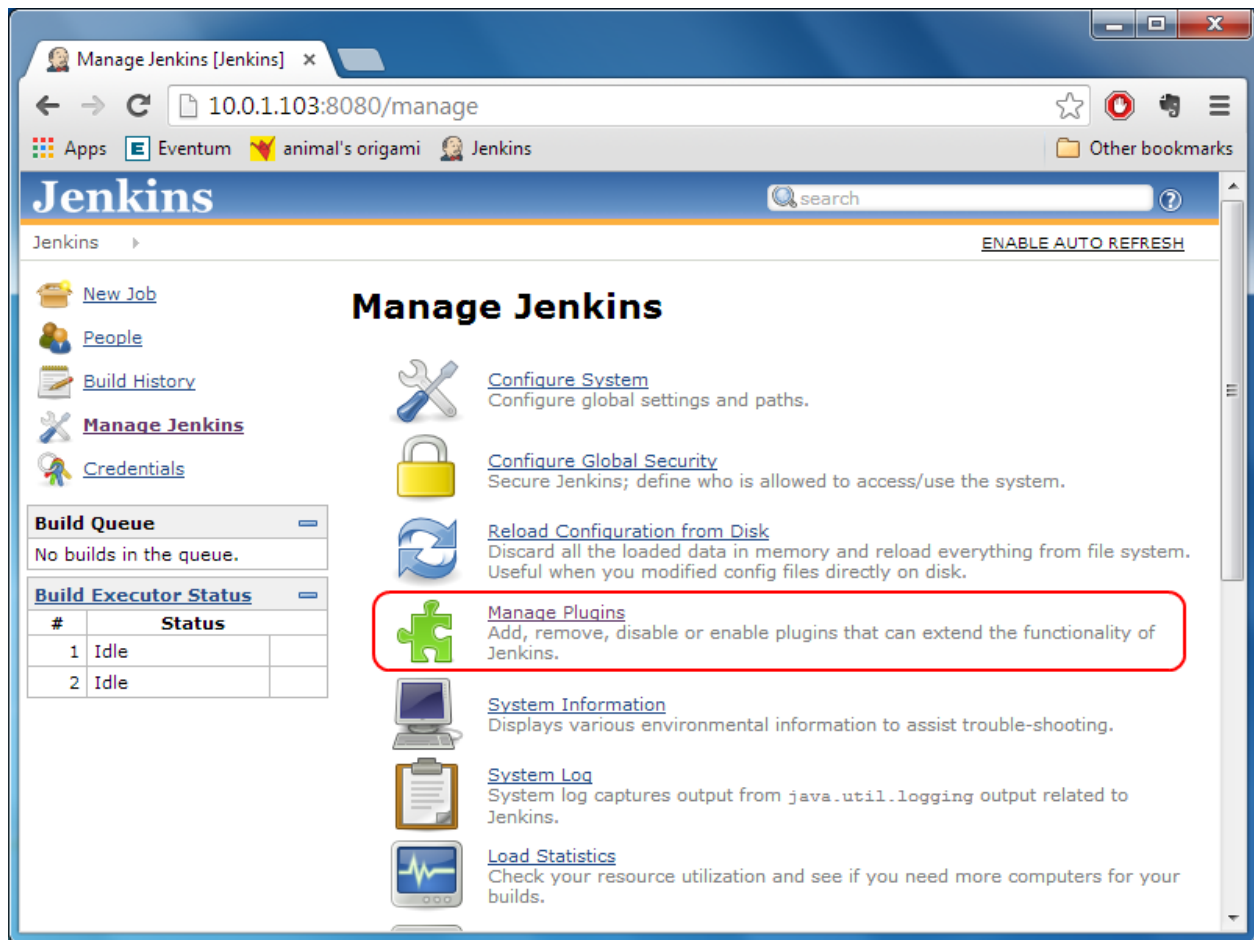 Manage Jenkins [Jenkins]
10.0.1.103:8080/manage
Apps E Eventum animal's origami Jenkins Other bookmarks
Jenkins search ?
Jenkins ENABLE AUTO REFRESH
New Job
People
Build History
Manage Jenkins
Credentials
Build Queue
No builds in the queue.
Build Executor Status
# Status
1 Idle
2 Idle
Manage Jenkins
Configure System
Configure global settings and paths.
Configure Global Security
Secure Jenkins; define who is allowed to access/use the system.
Reload Configuration from Disk
Discard all the loaded data in memory and reload everything from file system.
Useful when you modified config files directly on disk.
Manage Plugins
Add, remove, disable or enable plugins that can extend the functionality of
Jenkins.
System Information
Displays various environmental information to assist trouble-shooting.
System Log
System log captures output from java.util.logging output related to
Jenkins.
Load Statistics
Check your resource utilization and see if you need more computers for your
builds.